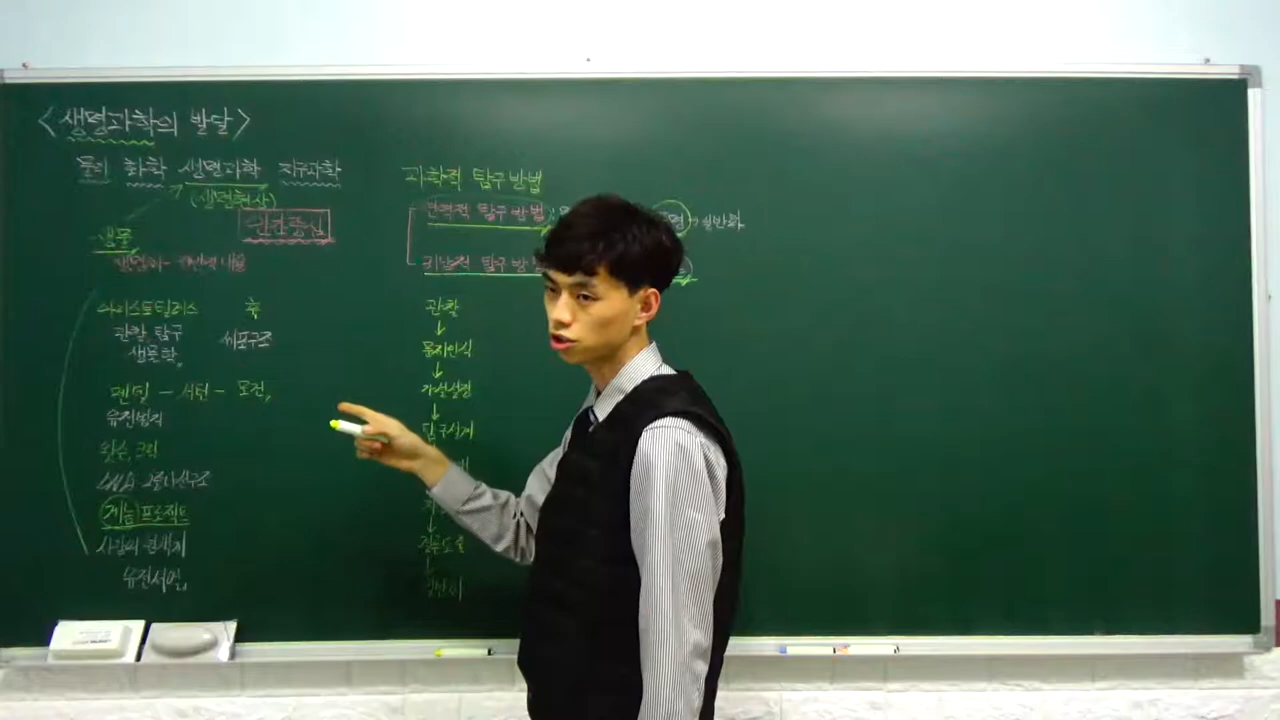 <생명과학의 발달>
물리 화학 생명과학 지구과학
(생명현상)
인간중심
생물
아리스토텔레스 훅
관찰, 탐구 세포구조
생물학,
멘델 - 서턴 - 모건,
유전법칙
왓슨, 크릭
DNA 2중나선구조
게놈 프로젝트
사람의 염색체
유전서열,
과학적 탐구방법
연역적 탐구 방법
→ 일반화
귀납적 탐구 방
관찰
↓
문제인식
↓
가설설정
↓
탐구설계
↓
결론도출
↓
일반화